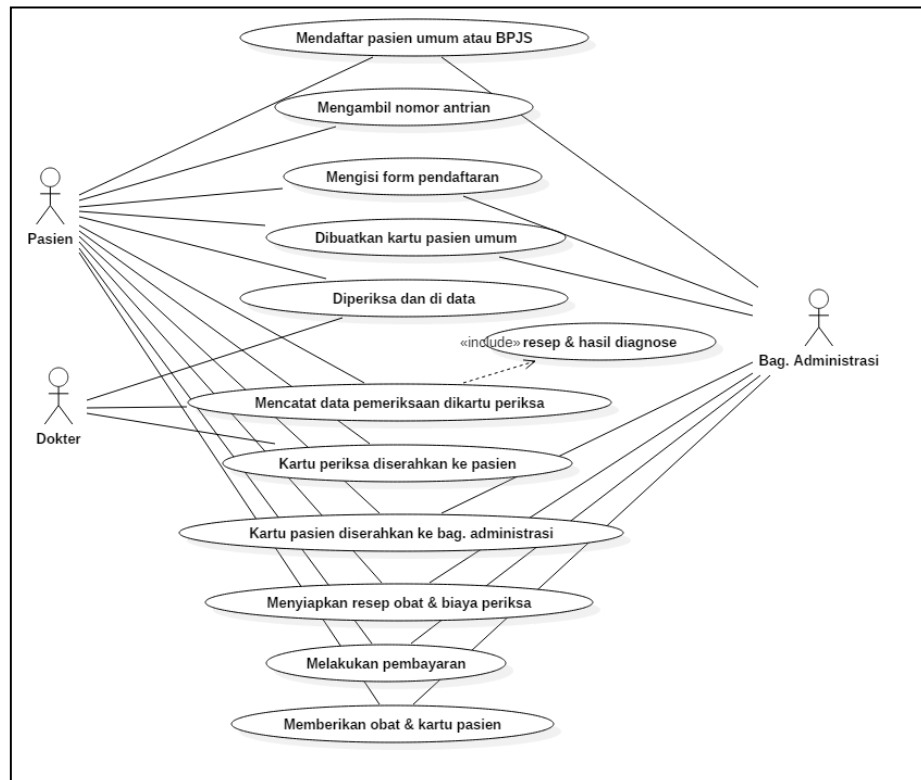 Mendaftar pasien umum atau BPJS
Mengambil nomor antrian
Mengisi form pendaftaran
Pasien
Dibuatkan kartu pasien umum
Diperiksa dan di data
«include» resep & hasil diagnose
Bag. Administrasi
Mencatat data pemeriksaan dikartu periksa
Dokter
Kartu periksa diserahkan ke pasien
Kartu pasien diserahkan ke bag. administrasi
Menyiapkan resep obat & biaya periksa
Melakukan pembayaran
Memberikan obat & kartu pasien